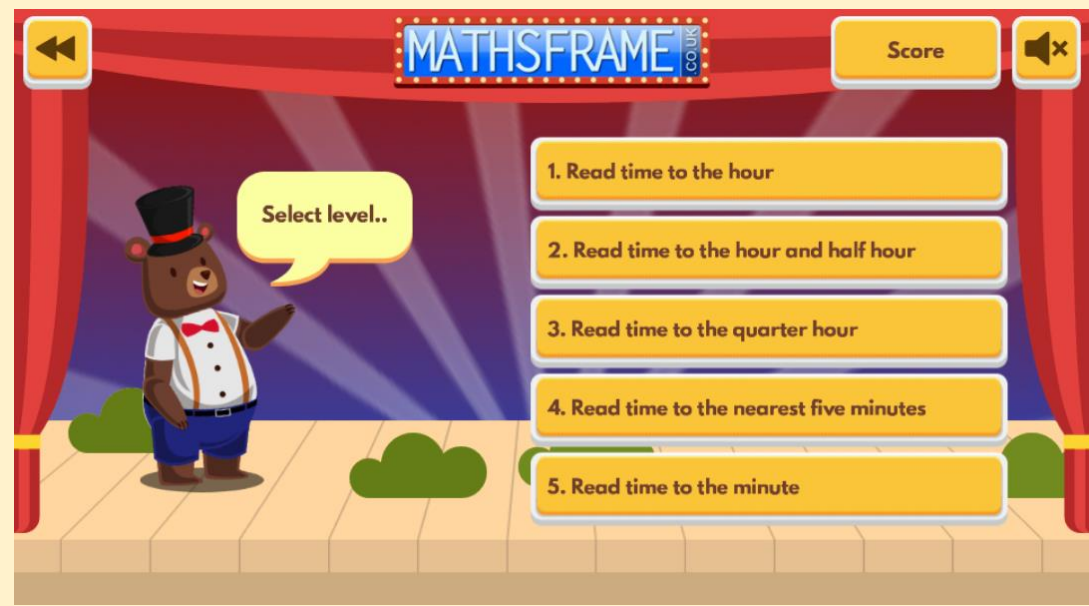 MATHSFRAME .CO.UK
Score
Select level..
1. Read time to the hour
2. Read time to the hour and half hour
3. Read time to the quarter hour
4. Read time to the nearest five minutes
5. Read time to the minute